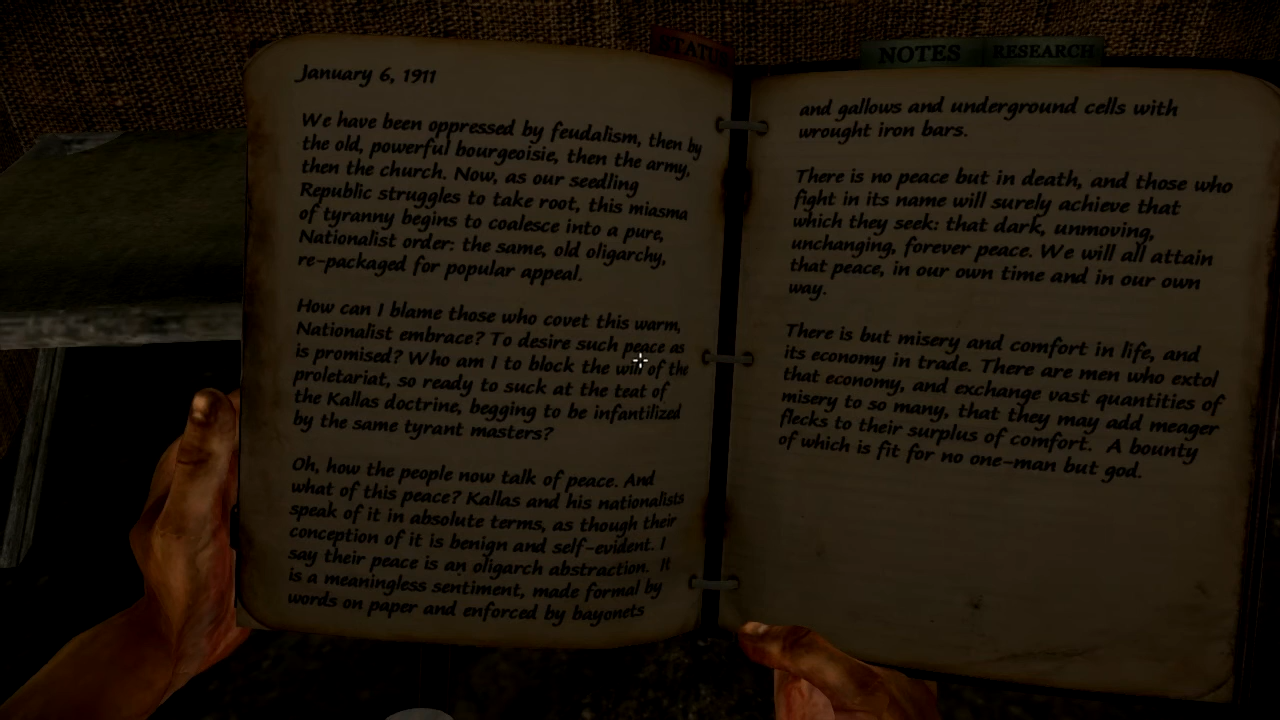 STATUS
NOTES
RESEARCH
January 6, 1911
We have been oppressed by feudalism, then by
the old, powerful bourgeoisie, then the army,
then the church. Now, as our seedling
Republic struggles to take root, this miasma
of tyranny begins to coalesce into a pure,
Nationalist order: the same, old oligarchy,
re-packaged for popular appeal.
How can I blame those who covet this warm,
Nationalist embrace? To desire such peace as
is promised? Who am I to block the will of the
proletariat, so ready to suck at the teat of
the Kallas doctrine, begging to be infantilized
by the same tyrant masters?
Oh, how the people now talk of peace. And
what of this peace? Kallas and his nationalists
speak of it in absolute terms, as though their
conception of it is benign and self-evident. I
say their peace is an oligarch abstraction. It
is a meaningless sentiment, made formal by
words on paper and enforced by bayonets
and gallows and underground cells with
wrought iron bars.
There is no peace but in death, and those who
fight in its name will surely achieve that
which they seek: that dark, unmoving,
unchanging, forever peace. We will all attain
that peace, in our own time and in our own
way.
There is but misery and comfort in life, and
its economy in trade. There are men who extol
that economy, and exchange vast quantities of
misery to so many, that they may add meager
flecks to their surplus of comfort. A bounty
of which is fit for no one-man but god.